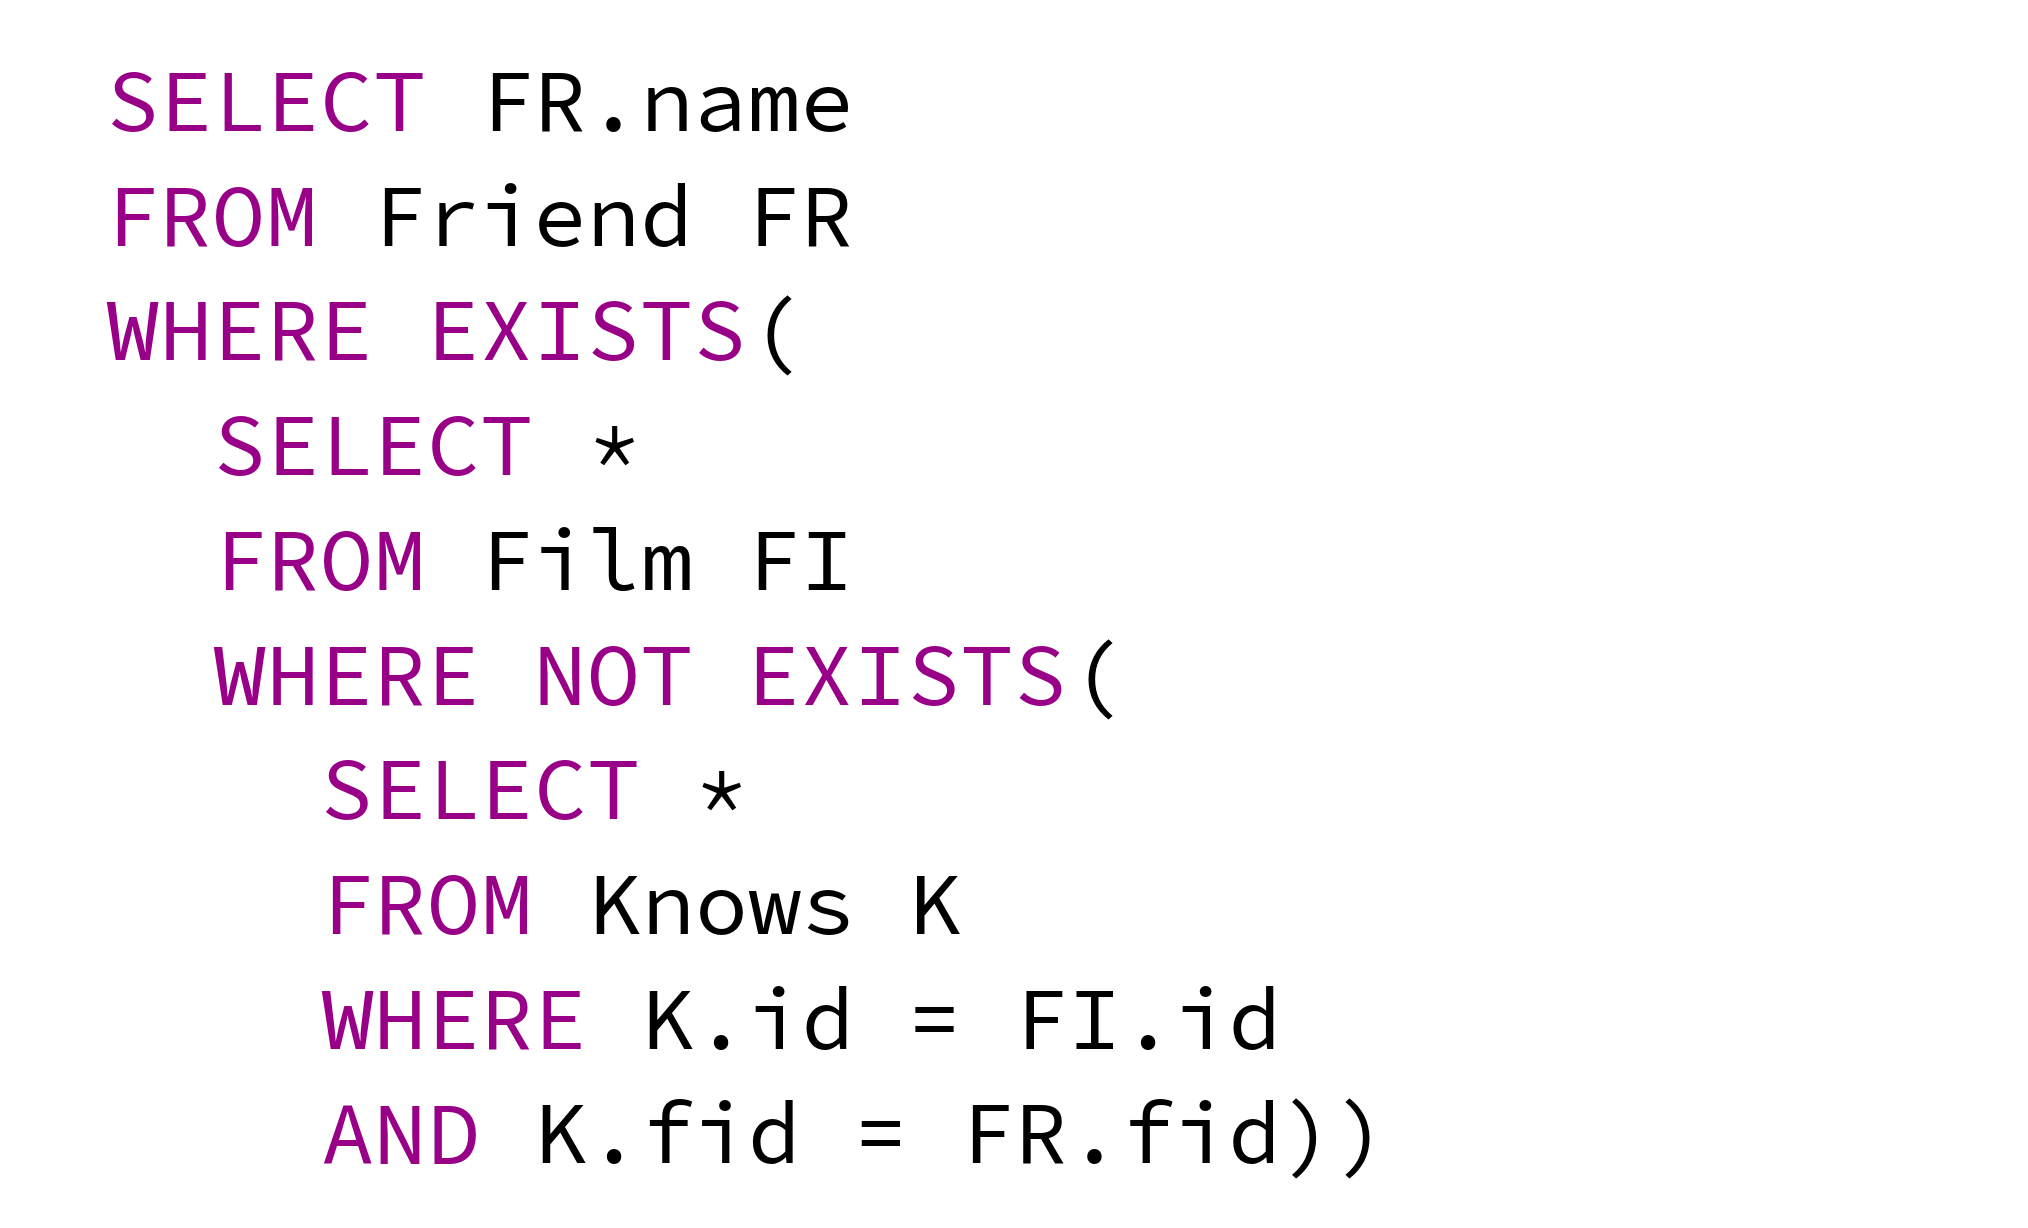 SELECT FR.name
FROM Friend FR
WHERE EXISTS(
SELECT *
FROM Film FI
WHERE NOT EXISTS(
SELECT *
FROM Knows K
WHERE K.id = FI.id
AND K.fid = FR.fid))